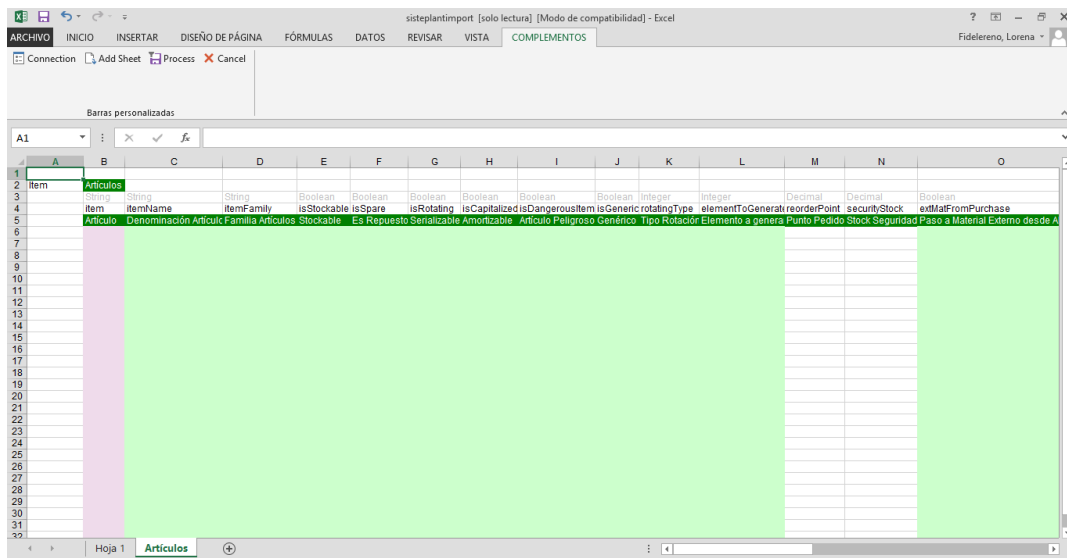 sisteplantimport [solo lectura] [Modo de compatibilidad] - Excel
ARCHIVO INICIO INSERTAR DISEÑO DE PÁGINA FÓRMULAS DATOS REVISAR VISTA COMPLEMENTOS Fidelereno, Lorena
Connection Add Sheet Process Cancel
Barras personalizadas
A1 fx
A B C D E F G H I J K L M N O
1
2 Item Artículos
3 String String String Boolean Boolean Boolean Boolean Boolean Boolean Integer Integer Decimal Decimal Boolean
4 item itemName itemFamily isStockable isSpare isRotating isCapitalized isDangerousItem isGeneric rotatingType elementToGenerate reorderPoint securityStock extMatFromPurchase
5 Artículo Denominación Artículo Familia Artículos Stockable Es Repuesto Serializable Amortizable Artículo Peligroso Genérico Tipo Rotación Elemento a genera Punto Pedido Stock Seguridad Paso a Material Externo desde A
6
7
8
9
10
11
12
13
14
15
16
17
18
19
20
21
22
23
24
25
26
27
28
29
30
31
32
Hoja 1 Artículos